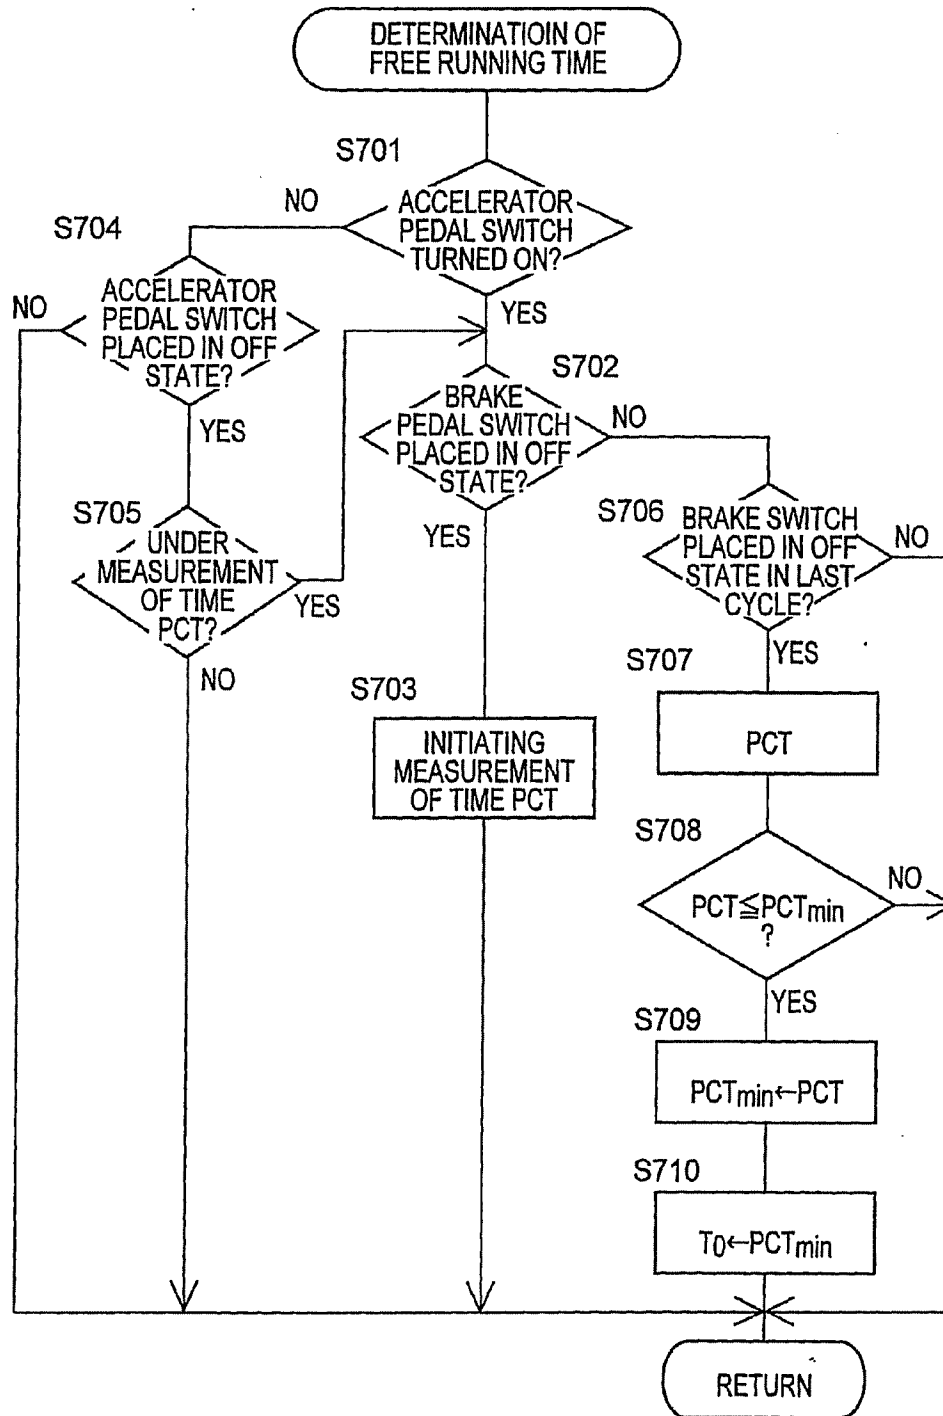 DETERMINATIOIN OF
FREE RUNNING TIME
S701
ACCELERATOR
PEDAL SWITCH
TURNED ON?
NO
YES
S704
ACCELERATOR
PEDAL SWITCH
PLACED IN OFF
STATE?
NO
YES
S702
BRAKE
PEDAL SWITCH
PLACED IN OFF
STATE?
NO
YES
S705
UNDER
MEASUREMENT
OF TIME
PCT?
YES
NO
S706
BRAKE SWITCH
PLACED IN OFF
STATE IN LAST
CYCLE?
NO
YES
S703
INITIATING
MEASUREMENT
OF TIME PCT
S707
PCT
S708
PCT≦PCTmin
?
NO
YES
S709
PCTmin←PCT
S710
T0←PCTmin
RETURN